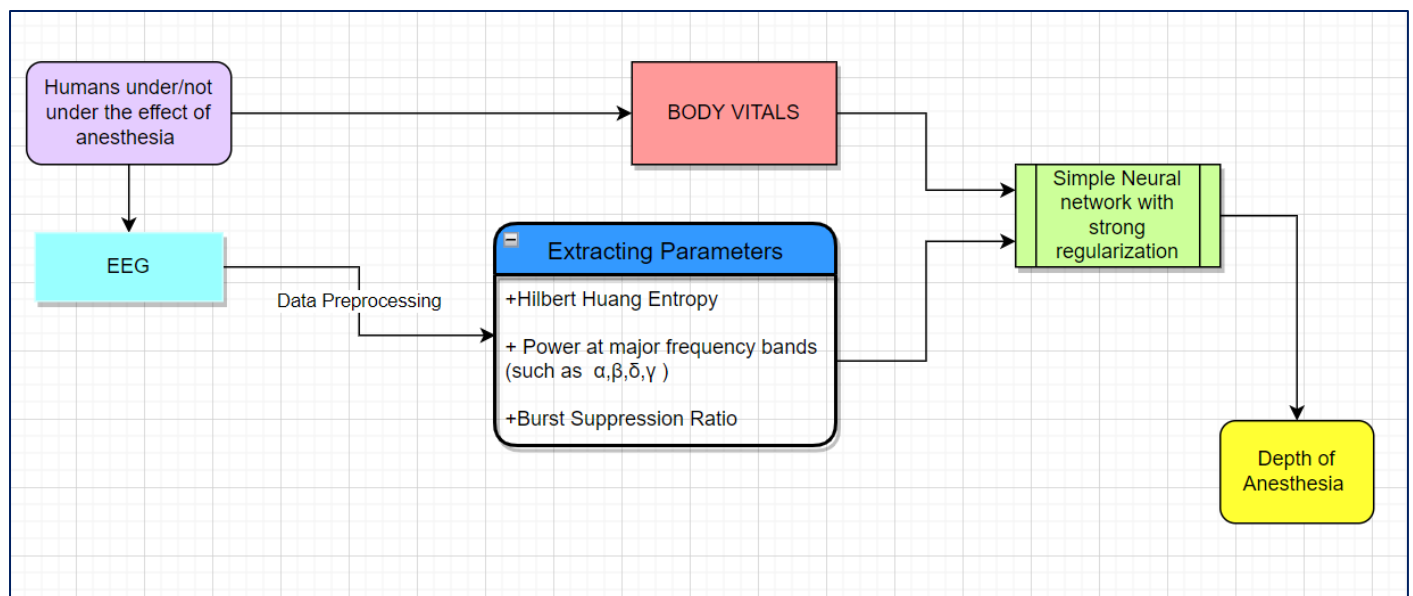 Humans under/not
under the effect of
anesthesia
BODY VITALS
Simple Neural
network with
strong
regularization
EEG
Data Preprocessing
Extracting Parameters
+Hilbert Huang Entropy
+ Power at major frequency bands
(such as α,β,δ,γ )
+Burst Suppression Ratio
Depth of
Anesthesia